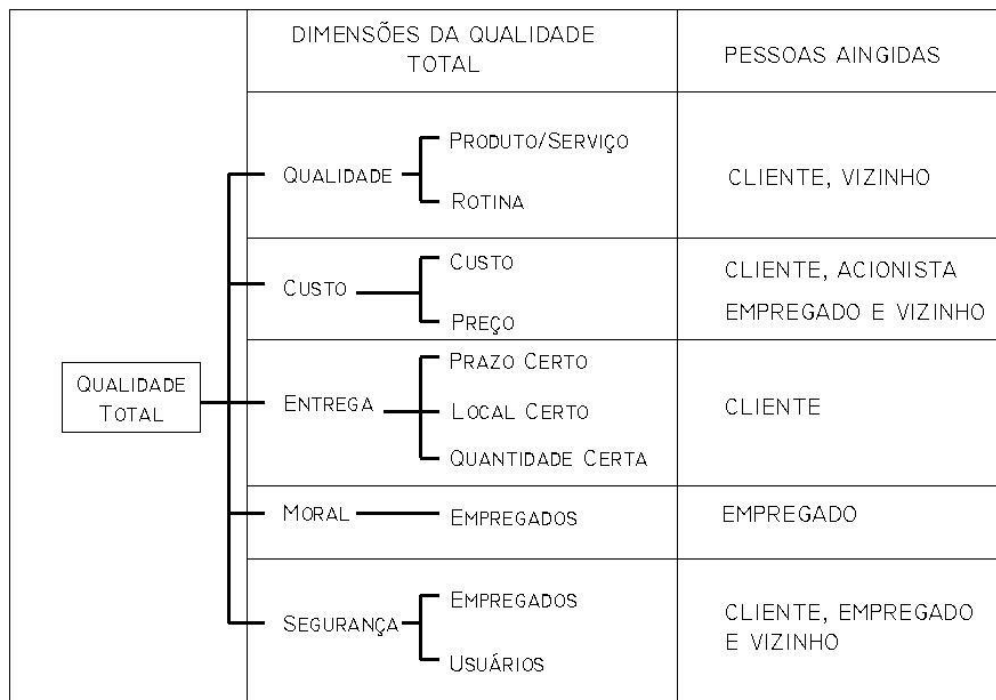 DIMENSÕES DA QUALIDADE
TOTAL
PESSOAS AINGIDAS
QUALIDADE
PRODUTO/SERVIÇO
ROTINA
CLIENTE, VIZINHO
CUSTO
CUSTO
PREÇO
CLIENTE, ACIONISTA
EMPREGADO E VIZINHO
QUALIDADE
TOTAL
ENTREGA
PRAZO CERTO
LOCAL CERTO
QUANTIDADE CERTA
CLIENTE
MORAL
EMPREGADOS
EMPREGADO
SEGURANÇA
EMPREGADOS
USUÁRIOS
CLIENTE, EMPREGADO
E VIZINHO